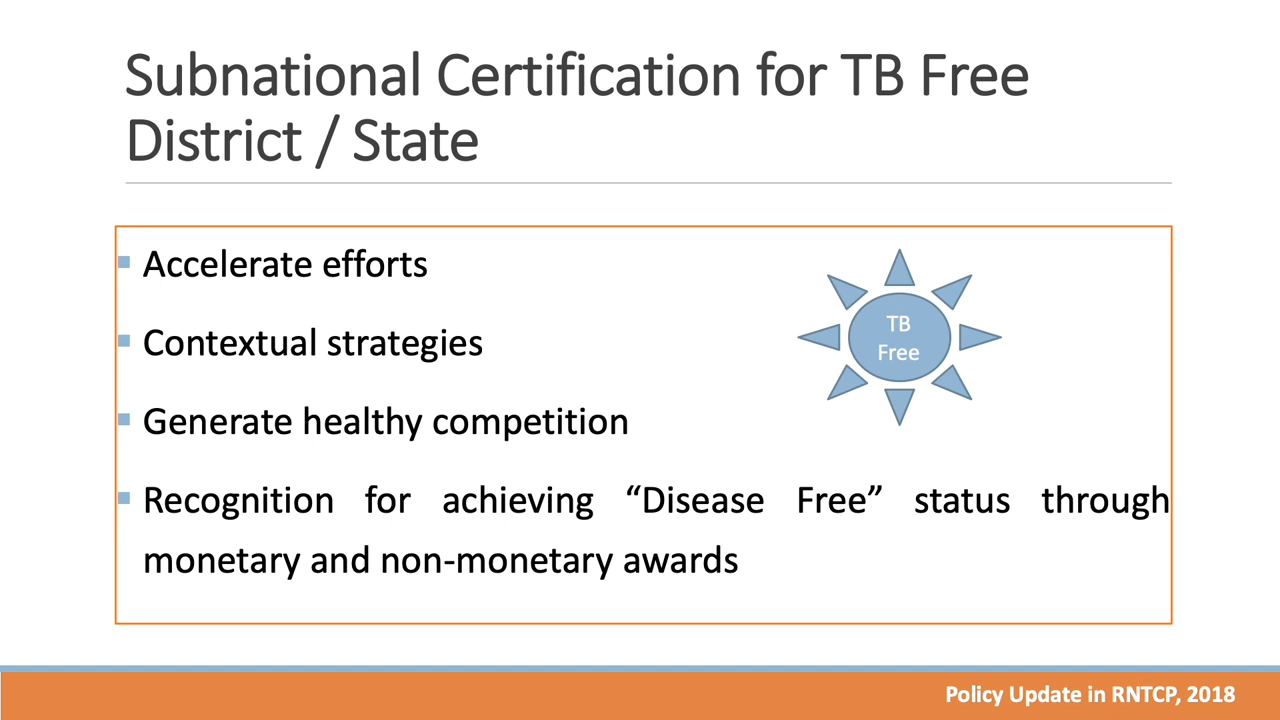 Subnational Certification for TB Free
District / State
Accelerate efforts
Contextual strategies
Generate healthy competition
Recognition for achieving “Disease Free” status through
monetary and non-monetary awards
TB
Free
Policy Update in RNTCP, 2018